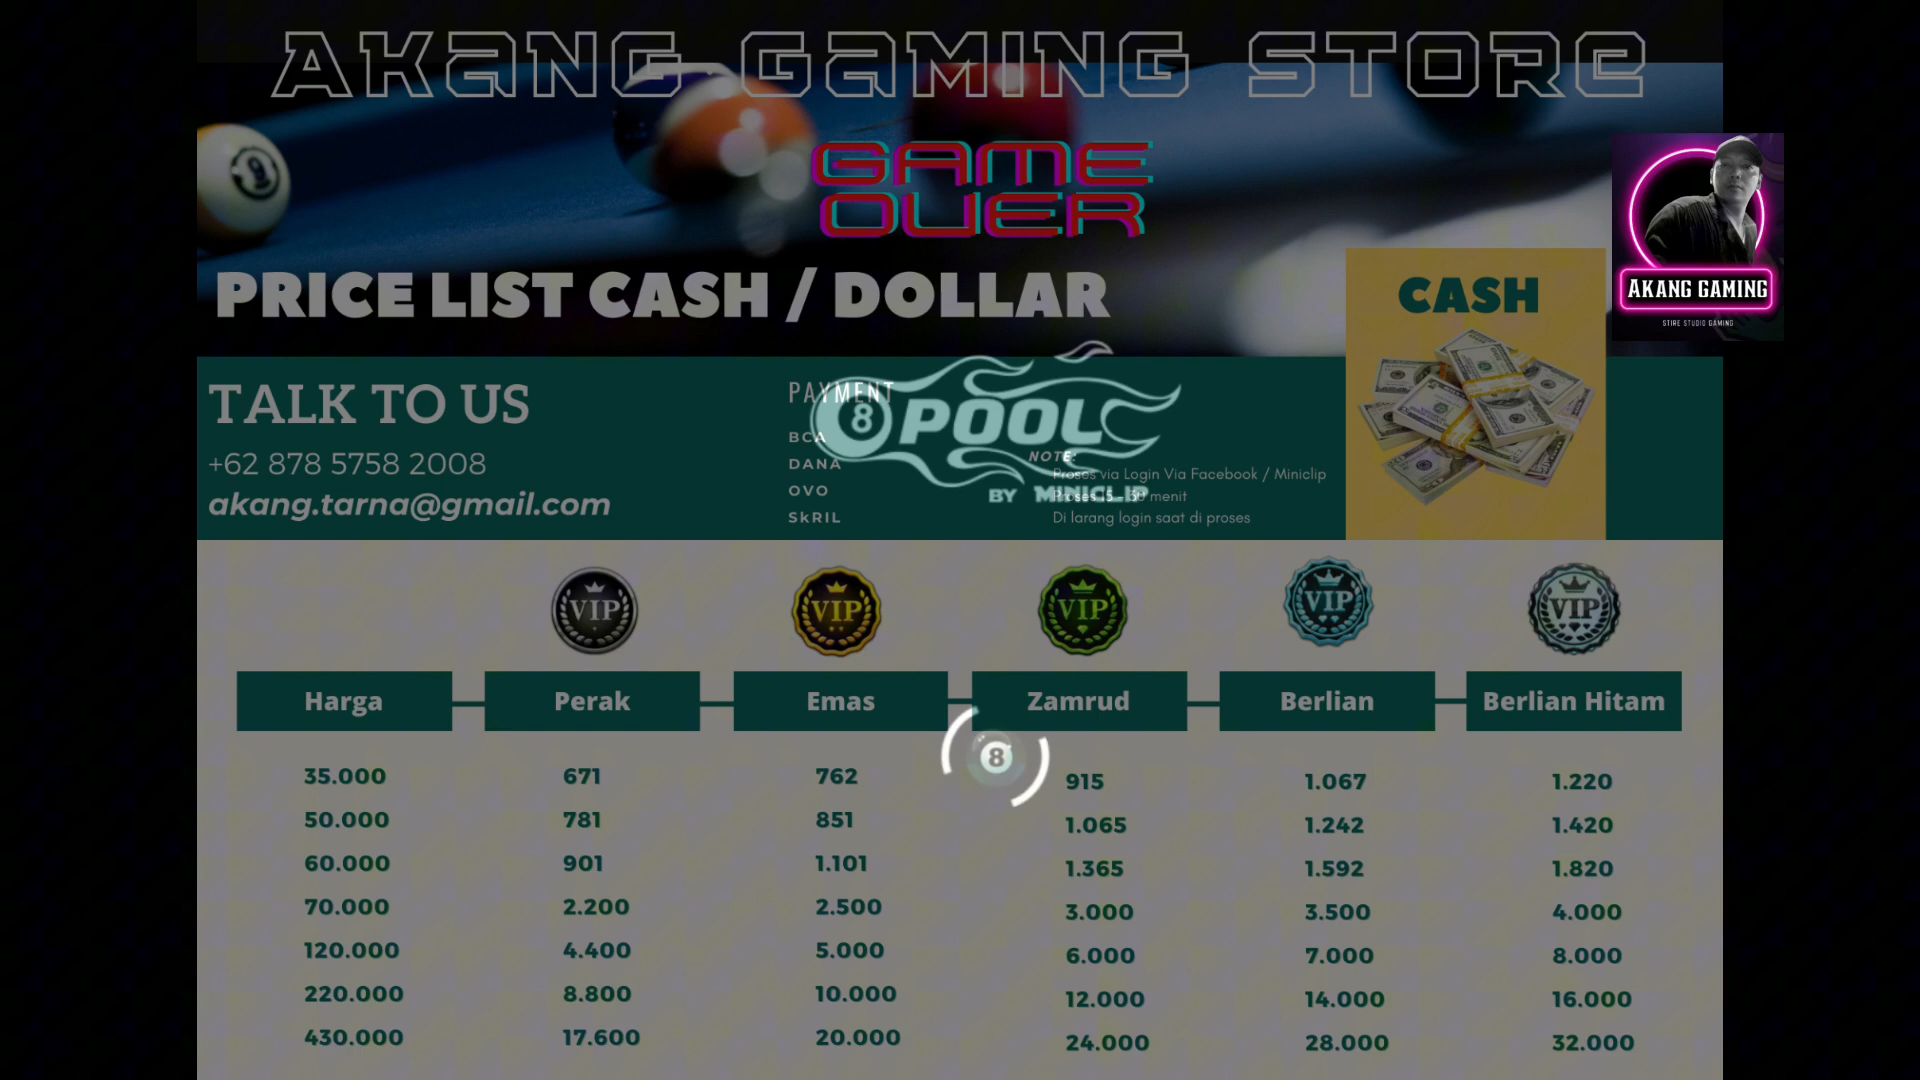 AKANG GAMING STORE
GAME
OVER
PRICE LIST CASH / DOLLAR
CASH
AKANG GAMING
STIRE STUDIO GAMING
TALK TO US
+62 878 5758 2008
akang.tarna@gmail.com
PAYMENT
BCA
DANA
OVO
SkRIL
8 POOL
BY MINICLIP
NOTE:
Proses via Login Via Facebook / Miniclip
Proses 15 - 30 menit
Di larang login saat di proses
VIP VIP VIP VIP VIP
Harga Perak Emas Zamrud Berlian Berlian Hitam
8
35.000 671 762 915 1.067 1.220
50.000 781 851 1.065 1.242 1.420
60.000 901 1.101 1.365 1.592 1.820
70.000 2.200 2.500 3.000 3.500 4.000
120.000 4.400 5.000 6.000 7.000 8.000
220.000 8.800 10.000 12.000 14.000 16.000
430.000 17.600 20.000 24.000 28.000 32.000